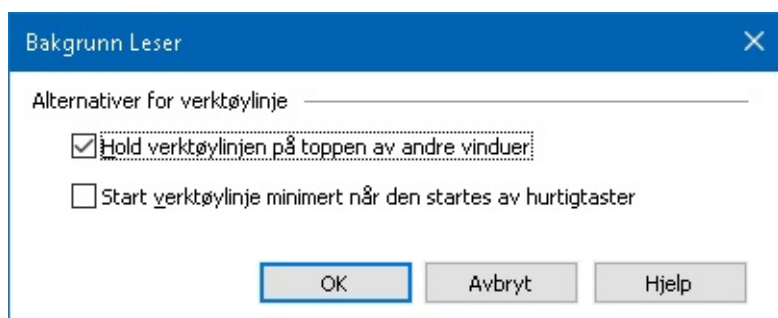 Bakgrunn Leser
Alternativer for verktøylinje
Hold verktøylinjen på toppen av andre vinduer
Start verktøylinje minimert når den startes av hurtigtaster
OK Avbryt Hjelp